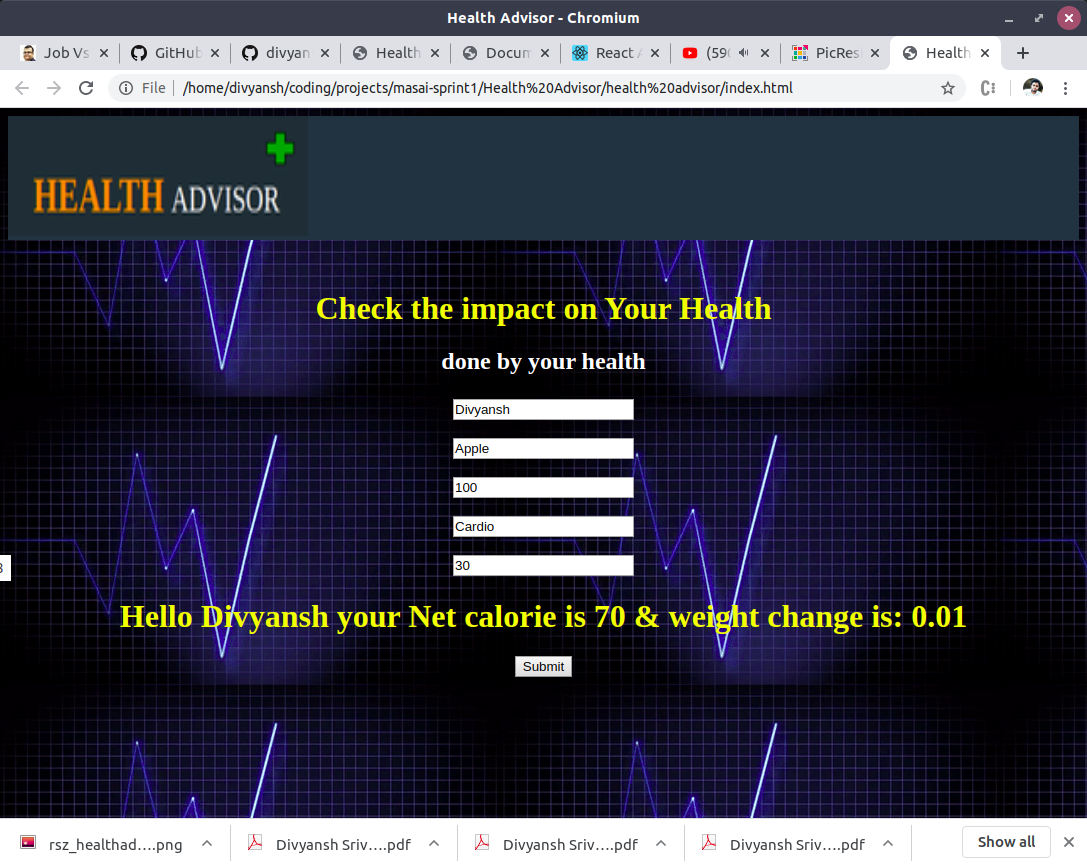 Health Advisor - Chromium
Job Vs GitHub divyan Health Docum React A (590 PicRes Health
File /home/divyansh/coding/projects/masai-sprint1/Health%20Advisor/health%20advisor/index.html
HEALTH ADVISOR
Check the impact on Your Health
done by your health
Divyansh
Apple
100
Cardio
30
Hello Divyansh your Net calorie is 70 & weight change is: 0.01
Submit
rsz_healthad….png Divyansh Sriv….pdf Divyansh Sriv….pdf Divyansh Sriv….pdf Show all